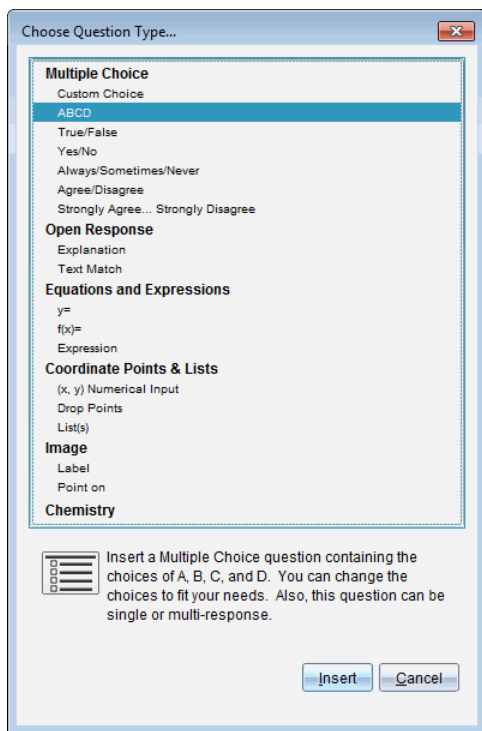 Choose Question Type...
Multiple Choice
Custom Choice
ABCD
True/False
Yes/No
Always/Sometimes/Never
Agree/Disagree
Strongly Agree... Strongly Disagree
Open Response
Explanation
Text Match
Equations and Expressions
y=
f(x)=
Expression
Coordinate Points & Lists
(x, y) Numerical Input
Drop Points
List(s)
Image
Label
Point on
Chemistry
Insert a Multiple Choice question containing the
choices of A, B, C, and D. You can change the
choices to fit your needs. Also, this question can be
single or multi-response.
Insert Cancel